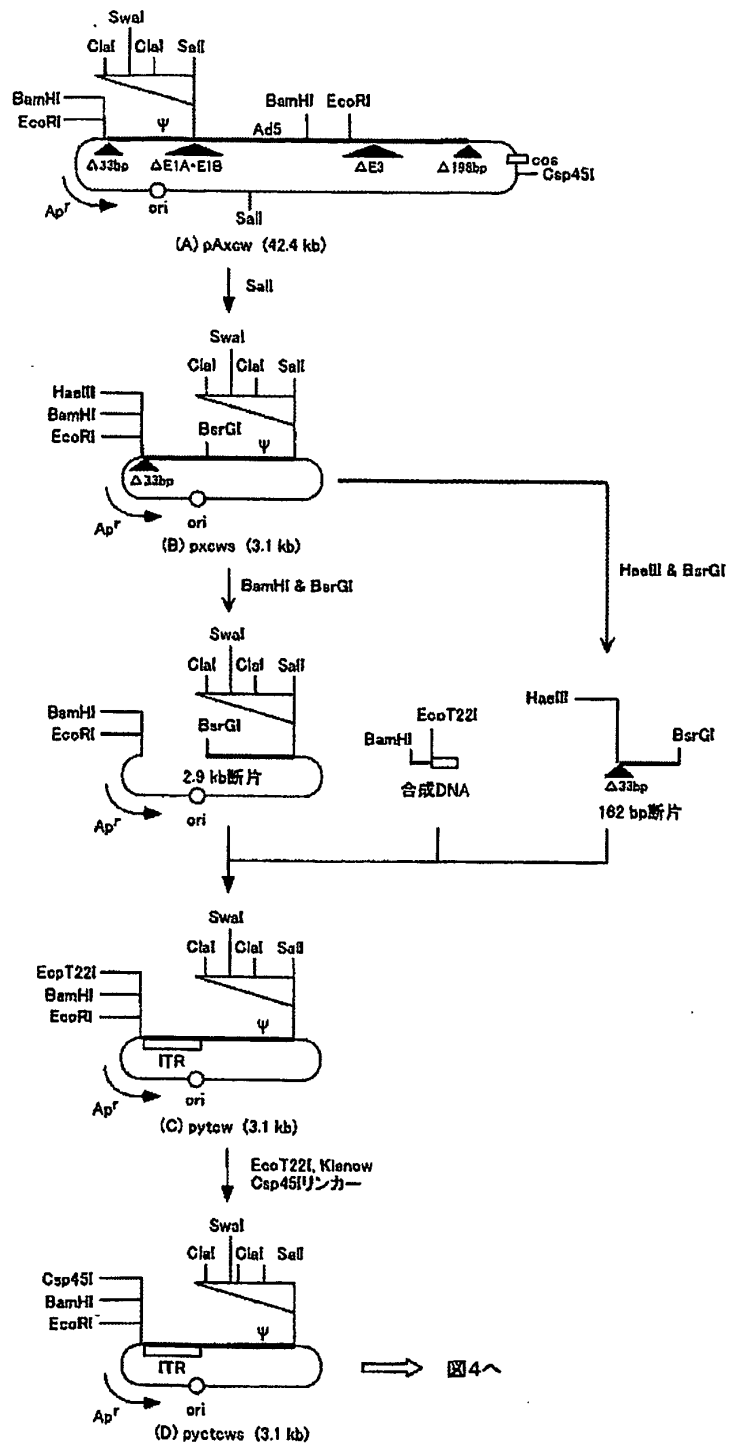 SwaI
ClaI ClaI SalI
BamHI
EcoRI
Ψ
Ad5
BamHI EcoRI
Δ33bp
ΔE1A・E1B
ΔE3
Δ198bp
cos
Csp45I
Apr
ori
SalI
(A) pAxcw (42.4 kb)
SalI
SwaI
ClaI ClaI SalI
HaeIII
BamHI
EcoRI
BsrGI
Ψ
Δ33bp
Apr
ori
(B) pxcws (3.1 kb)
BamHI & BsrGI
HaeIII & BsrGI
SwaI
ClaI ClaI SalI
BamHI
EcoRI
BsrGI
2.9 kb断片
Apr
ori
EcoT22I
BamHI
合成DNA
HaeIII
BsrGI
Δ33bp
162 bp断片
SwaI
ClaI ClaI SalI
EcoT22I
BamHI
EcoRI
Ψ
ITR
Apr
ori
(C) pytcw (3.1 kb)
EcoT22I, Klenow
Csp45Iリンカー
SwaI
ClaI ClaI SalI
Csp45I
BamHI
EcoRI
Ψ
ITR
Apr
ori
図4へ
(D) pyctcws (3.1 kb)